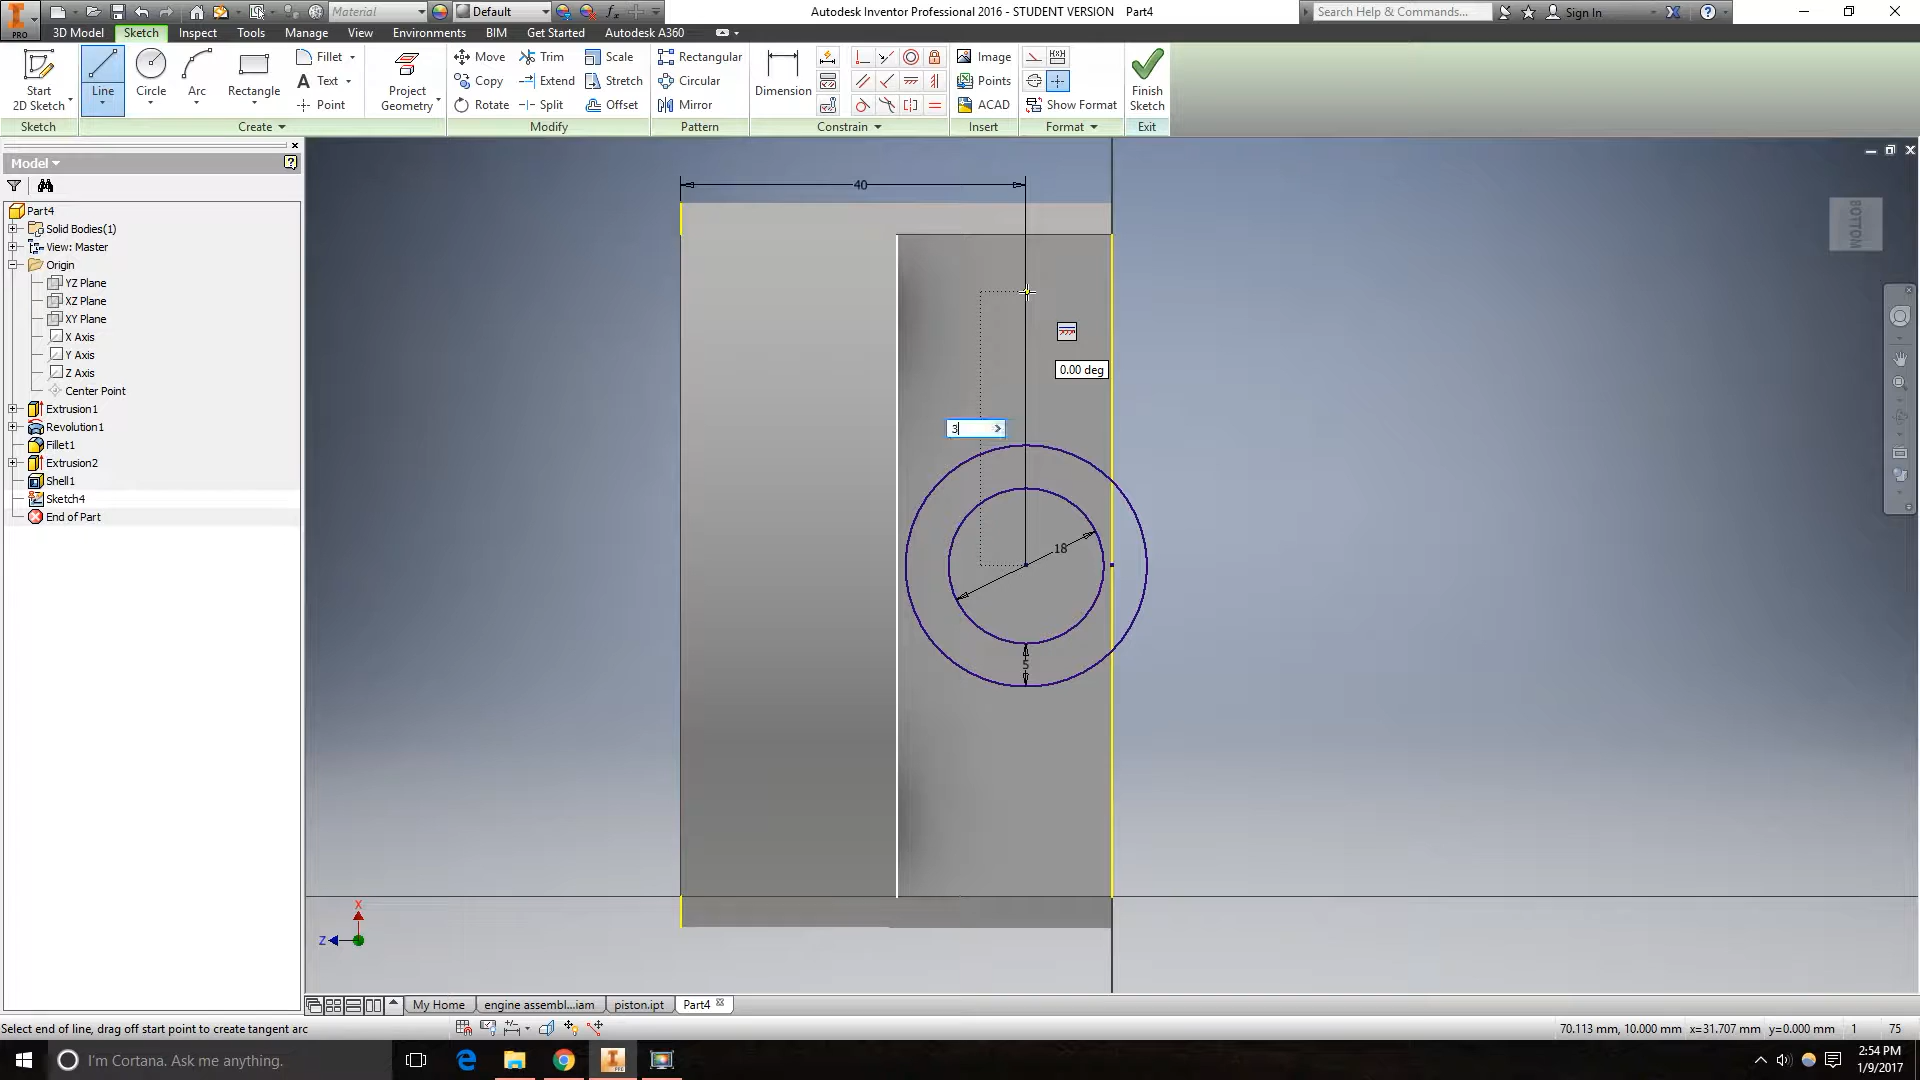 Material
Default
Autodesk Inventor Professional 2016 - STUDENT VERSION Part4
Search Help & Commands...
Sign In
PRO
3D Model
Sketch
Inspect
Tools
Manage
View
Environments
BIM
Get Started
Autodesk A360
Start
2D Sketch
Line
Circle
Arc
Rectangle
Fillet
Text
Point
Project
Geometry
Move
Copy
Rotate
Trim
Extend
Split
Scale
Stretch
Offset
Rectangular
Circular
Mirror
Dimension
Image
Points
ACAD
Show Format
Finish
Sketch
Sketch
Create
Modify
Pattern
Constrain
Insert
Format
Exit
Model
Part4
Solid Bodies(1)
View: Master
Origin
YZ Plane
XZ Plane
XY Plane
X Axis
Y Axis
Z Axis
Center Point
Extrusion1
Revolution1
Fillet1
Extrusion2
Shell1
Sketch4
End of Part
40
BOTTOM
0.00 deg
3
18
5
X
Z
My Home
engine assembl...iam
piston.ipt
Part4
Select end of line, drag off start point to create tangent arc
70.113 mm, 10.000 mm x=31.707 mm y=0.000 mm 1 75
I'm Cortana. Ask me anything.
2:54 PM
1/9/2017